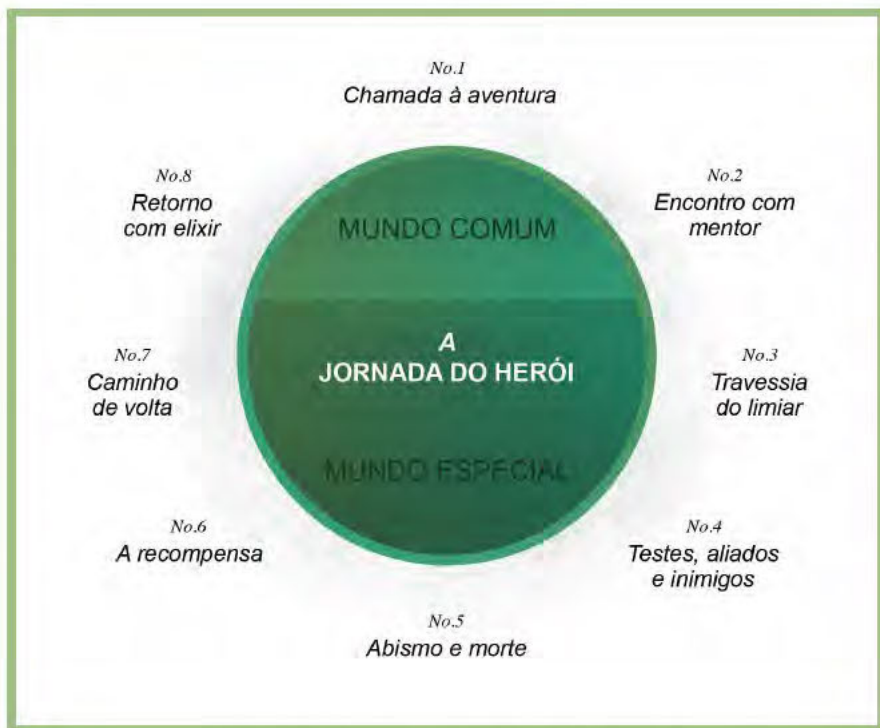 No.1
Chamada à aventura
No.2
Encontro com
mentor
No.3
Travessia
do limiar
No.4
Testes, aliados
e inimigos
No.5
Abismo e morte
No.6
A recompensa
No.7
Caminho
de volta
No.8
Retorno
com elixir
MUNDO COMUM
A
JORNADA DO HERÓI
MUNDO ESPECIAL